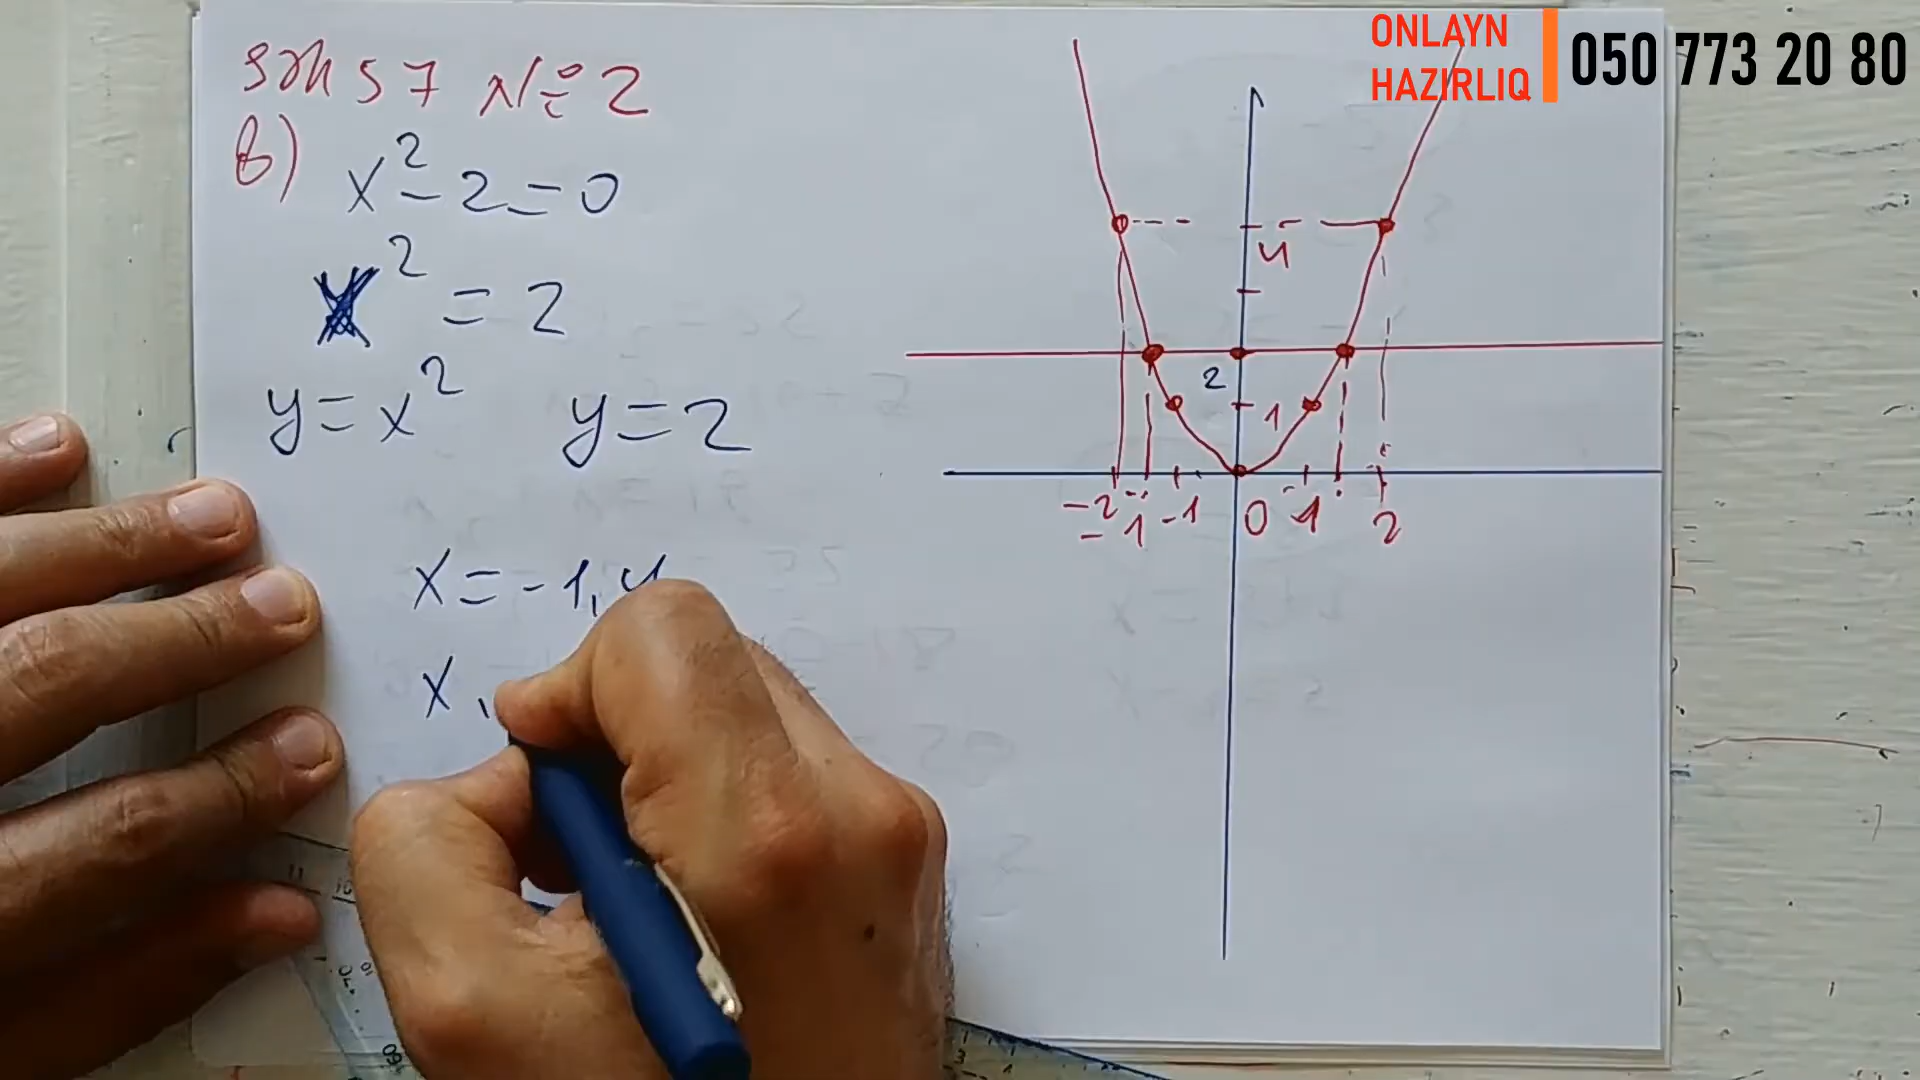 ONLAYN
HAZIRLIQ
050 773 20 80
səh 57 №2
b) x² - 2 = 0
x² = 2
y = x² y = 2
x = -1,4
x
4
2
1
-2 -1 0 1 2
-1